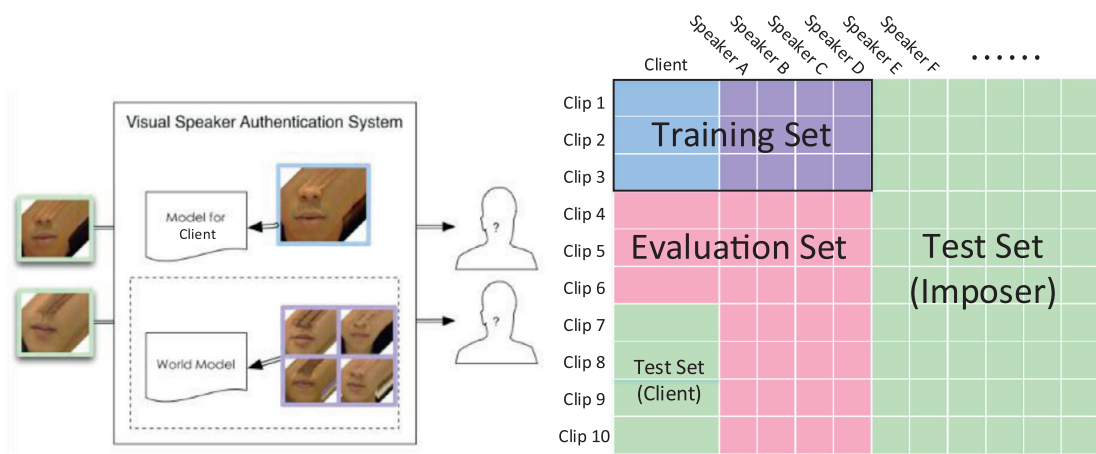 Visual Speaker Authentication System
Model for
Client
World Model
?
?
Client
Speaker A
Speaker B
Speaker C
Speaker D
Speaker E
Speaker F
......
Clip 1
Clip 2
Clip 3
Clip 4
Clip 5
Clip 6
Clip 7
Clip 8
Clip 9
Clip 10
Training Set
Evaluation Set
Test Set
(Imposer)
Test Set
(Client)